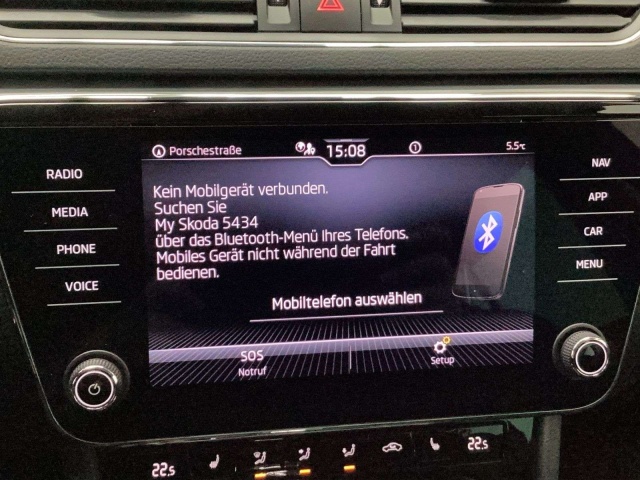 Porschestraße 15:08 1 5.5°C
RADIO
MEDIA
PHONE
VOICE
Kein Mobilgerät verbunden.
Suchen Sie
My Skoda 5434
über das Bluetooth-Menü Ihres Telefons.
Mobiles Gerät nicht während der Fahrt
bedienen.
Mobiltelefon auswählen
SOS
Notruf
Setup
NAV
APP
CAR
MENU
22.5
22.5